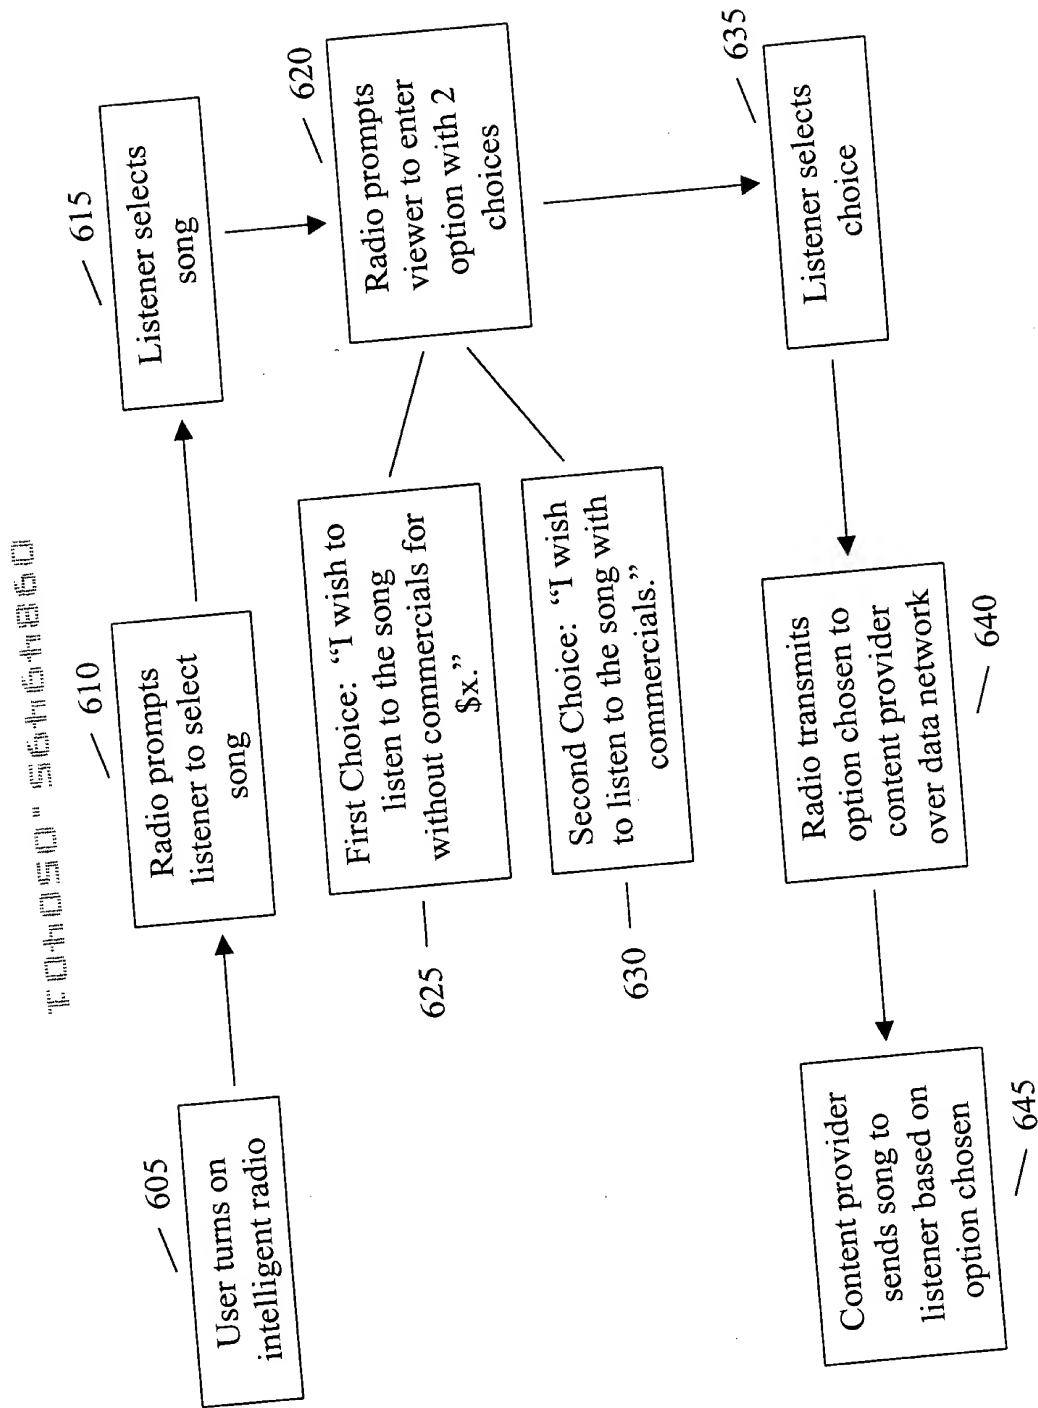 605
User turns on
intelligent radio
610
Radio prompts
listener to select
song
615
Listener selects
song
620
Radio prompts
viewer to enter
option with 2
choices
625
First Choice: “I wish to
listen to the song
without commercials for
$x.”
630
Second Choice: “I wish
to listen to the song with
commercials.”
635
Listener selects
choice
640
Radio transmits
option chosen to
content provider
over data network
645
Content provider
sends song to
listener based on
option chosen